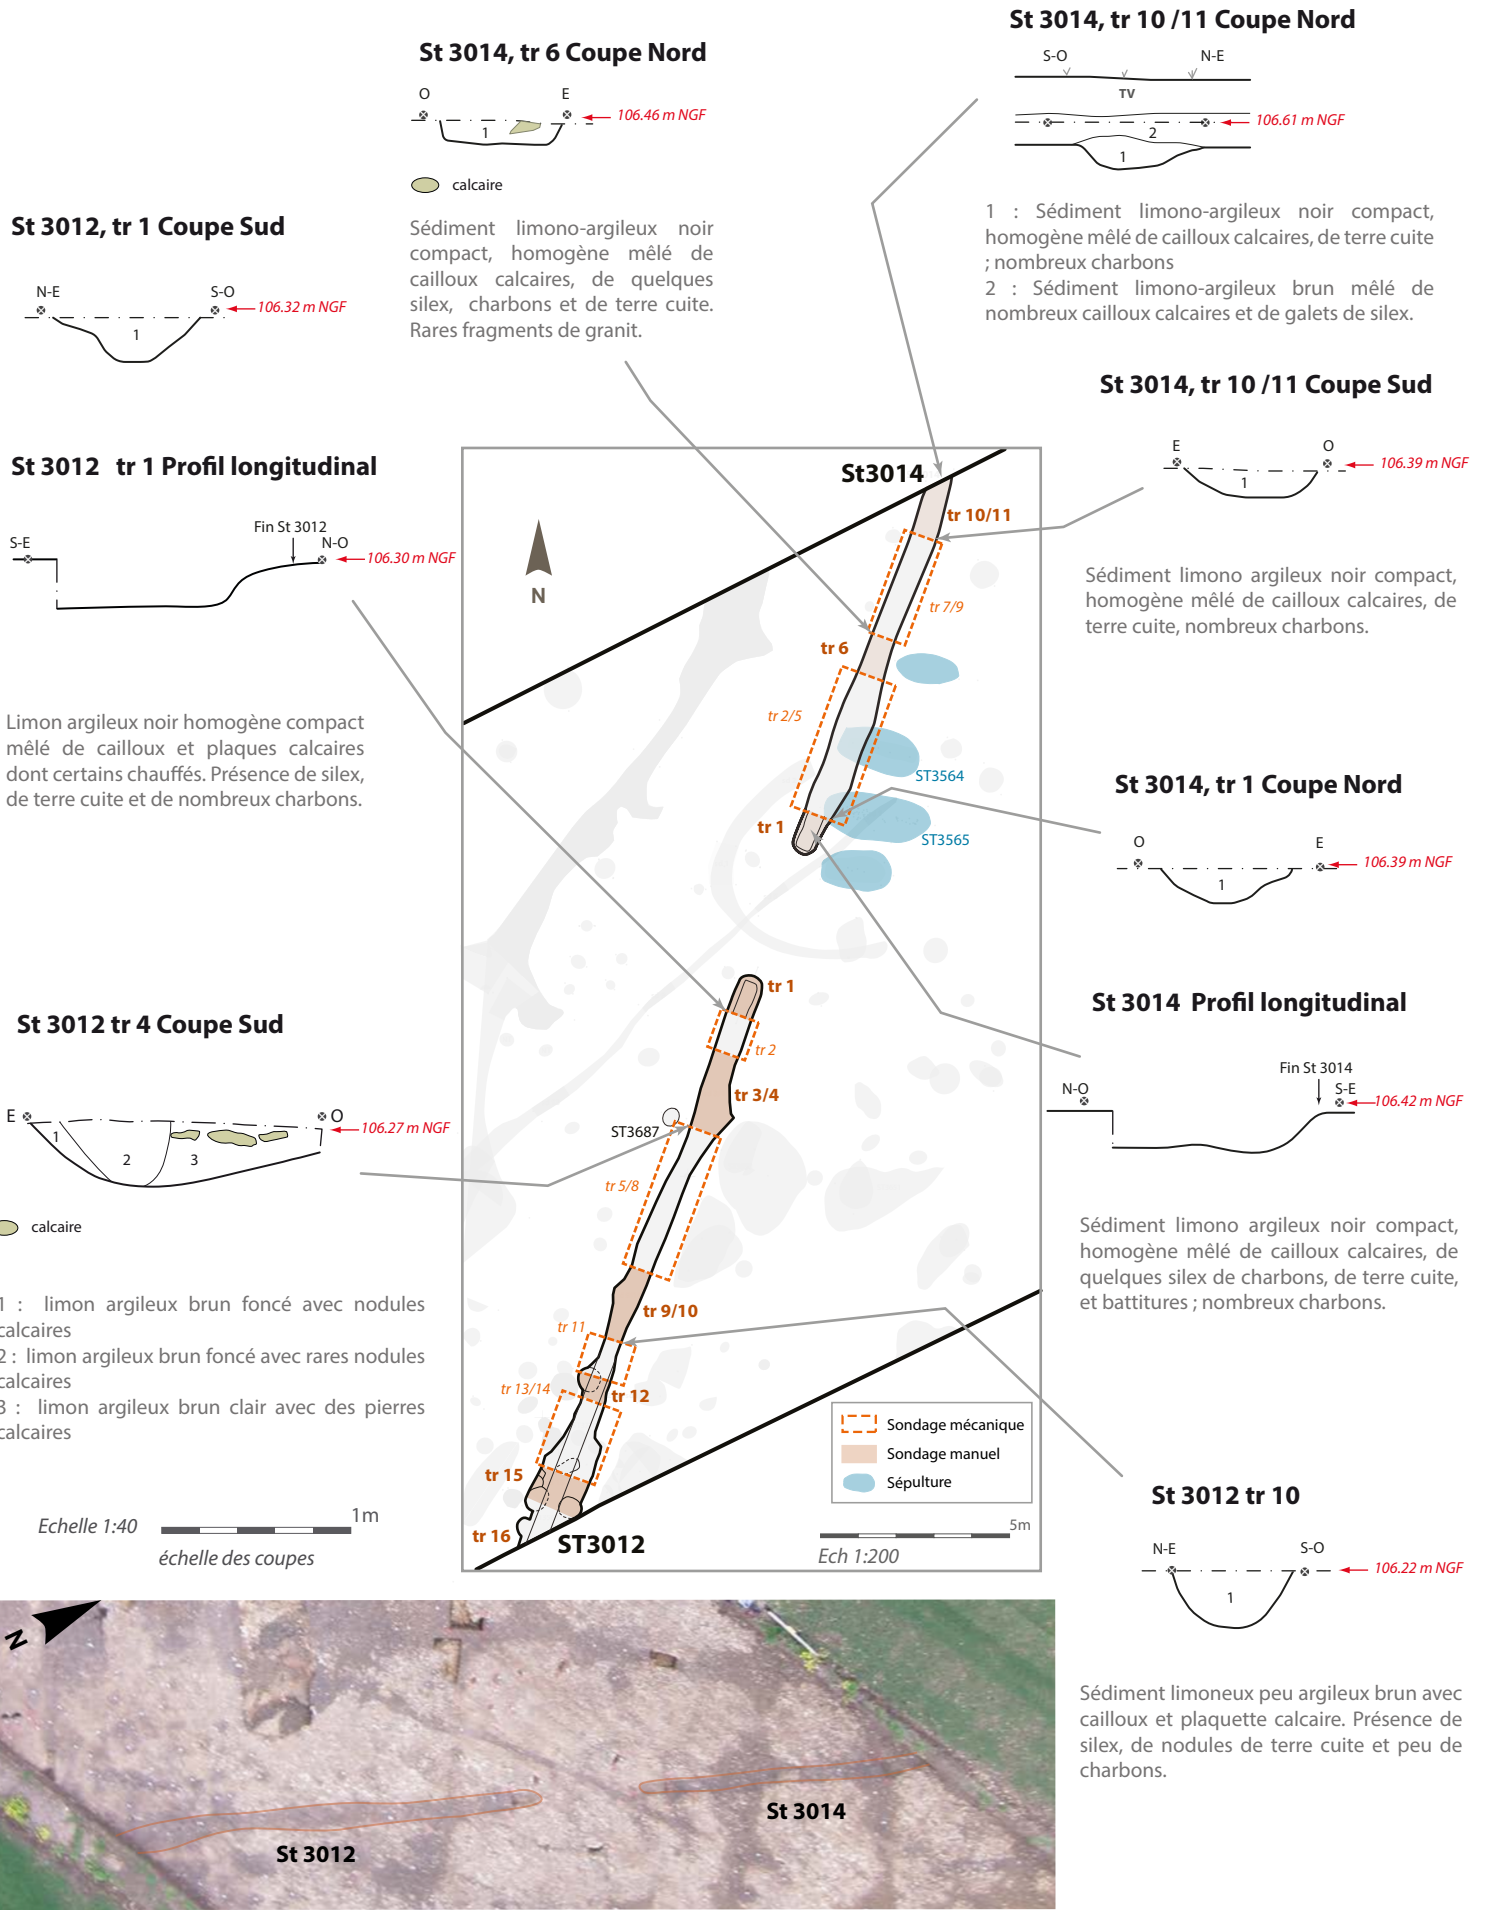 St 3014, tr 10 /11 Coupe Nord
S-O
N-E
TV
106.61 m NGF
2
1
1 : Sédiment limono-argileux noir compact,
homogène mêlé de cailloux calcaires, de terre cuite
; nombreux charbons
2 : Sédiment limono-argileux brun mêlé de
nombreux cailloux calcaires et de galets de silex.
St 3014, tr 6 Coupe Nord
O
E
106.46 m NGF
1
calcaire
Sédiment limono-argileux noir
compact, homogène mêlé de
cailloux calcaires, de quelques
silex, charbons et de terre cuite.
Rares fragments de granit.
St 3012, tr 1 Coupe Sud
N-E
S-O
106.32 m NGF
1
St 3014, tr 10 /11 Coupe Sud
E
O
106.39 m NGF
1
Sédiment limono argileux noir compact,
homogène mêlé de cailloux calcaires, de
terre cuite, nombreux charbons.
St 3012 tr 1 Profil longitudinal
S-E
Fin St 3012
N-O
106.30 m NGF
Limon argileux noir homogène compact
mêlé de cailloux et plaques calcaires
dont certains chauffés. Présence de silex,
de terre cuite et de nombreux charbons.
St3014
N
tr 10/11
tr 7/9
tr 6
tr 2/5
ST3564
tr 1
ST3565
tr 1
tr 2
tr 3/4
ST3687
tr 5/8
tr 9/10
tr 11
tr 13/14
tr 12
tr 15
tr 16
ST3012
Sondage mécanique
Sondage manuel
Sépulture
5m
Ech 1:200
St 3014, tr 1 Coupe Nord
O
E
106.39 m NGF
1
St 3014 Profil longitudinal
N-O
Fin St 3014
S-E
106.42 m NGF
Sédiment limono argileux noir compact,
homogène mêlé de cailloux calcaires, de
quelques silex de charbons, de terre cuite,
et battitures ; nombreux charbons.
St 3012 tr 4 Coupe Sud
E
O
106.27 m NGF
1
2
3
calcaire
1 : limon argileux brun foncé avec nodules
calcaires
2 : limon argileux brun foncé avec rares nodules
calcaires
3 : limon argileux brun clair avec des pierres
calcaires
Echelle 1:40
1m
échelle des coupes
St 3012 tr 10
N-E
S-O
106.22 m NGF
1
Sédiment limoneux peu argileux brun avec
cailloux et plaquette calcaire. Présence de
silex, de nodules de terre cuite et peu de
charbons.
N
St 3014
St 3012